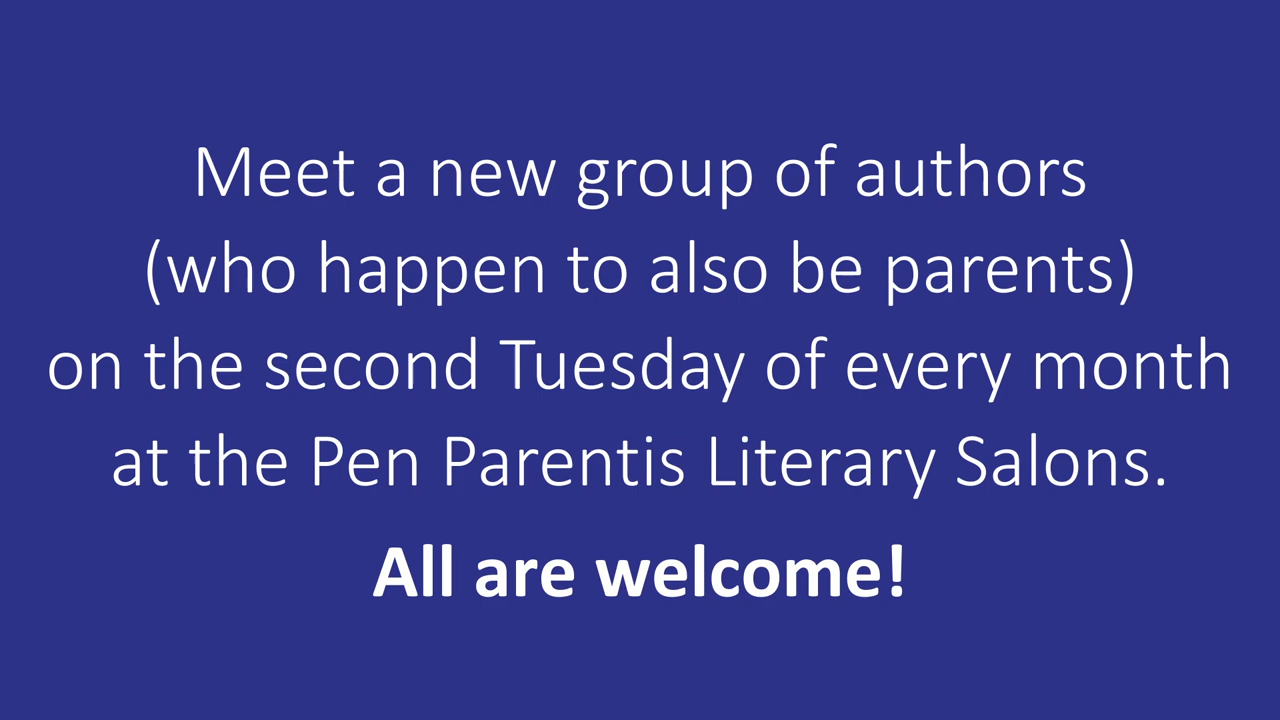 Meet a new group of authors
(who happen to also be parents)
on the second Tuesday of every month
at the Pen Parentis Literary Salons.
All are welcome!